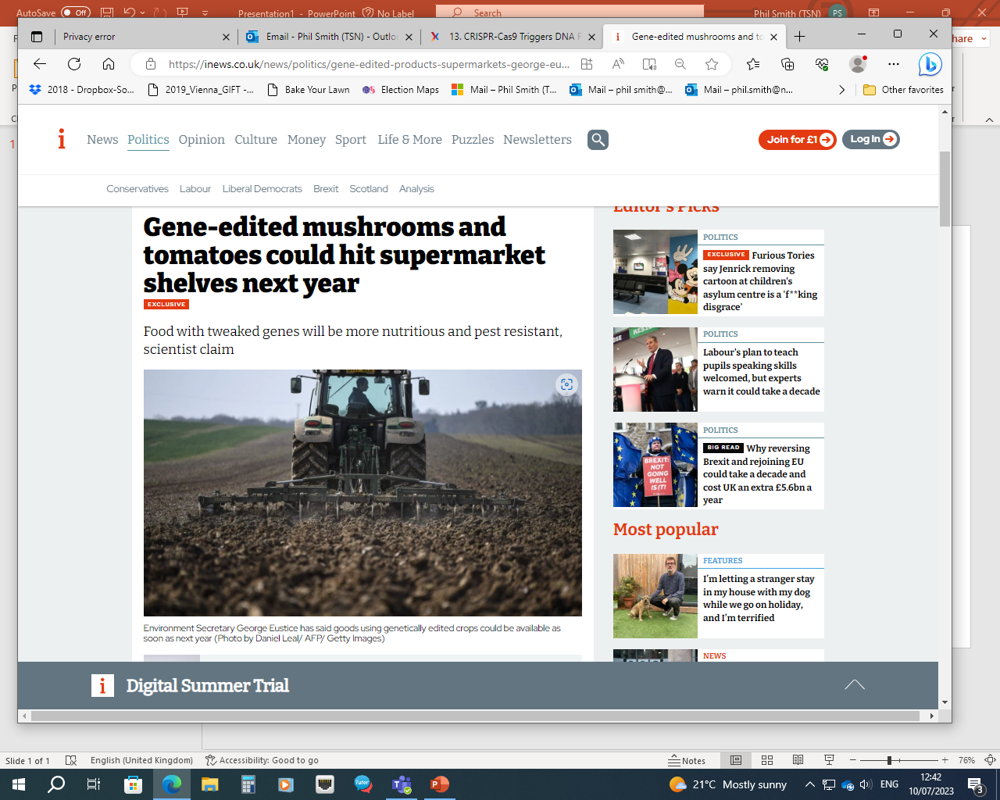 AutoSave Off Presentation1 - PowerPoint No Label Search Phil Smith (TSN) PS
Privacy error
Email - Phil Smith (TSN) - Outlo
13. CRISPR-Cas9 Triggers DNA R
Gene-edited mushrooms and to
https://inews.co.uk/news/politics/gene-edited-products-supermarkets-george-eu...
2018 - Dropbox-So... 2019_Vienna_GIFT -... Bake Your Lawn Election Maps Mail – Phil Smith (T... Mail – phil smith@... Mail – phil.smith@n... Other favorites
i News Politics Opinion Culture Money Sport Life & More Puzzles Newsletters Join for £1 Log In
Conservatives Labour Liberal Democrats Brexit Scotland Analysis
Gene-edited mushrooms and
tomatoes could hit supermarket
shelves next year
EXCLUSIVE
Food with tweaked genes will be more nutritious and pest resistant,
scientist claim
Environment Secretary George Eustice has said goods using genetically edited crops could be available as
soon as next year (Photo by Daniel Leal/ AFP/ Getty Images)
Editor's Picks
POLITICS
EXCLUSIVE Furious Tories
say Jenrick removing
cartoon at children's
asylum centre is a 'f**king
disgrace'
POLITICS
Labour's plan to teach
pupils speaking skills
welcomed, but experts
warn it could take a decade
BREXIT:
NOT
GOING
WELL
IS IT!
POLITICS
BIG READ Why reversing
Brexit and rejoining EU
could take a decade and
cost UK an extra £5.6bn a
year
Most popular
FEATURES
I'm letting a stranger stay
in my house with my dog
while we go on holiday,
and I'm terrified
NEWS
i Digital Summer Trial
hare
1
Slide 1 of 1 English (United Kingdom) Accessibility: Good to go Notes 76%
Tutor 21°C Mostly sunny ENG 12:42
10/07/2023 3